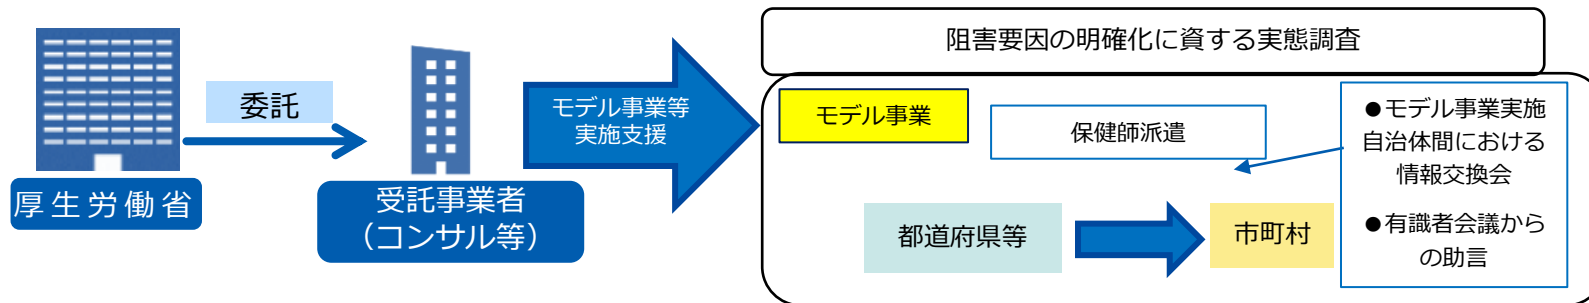 厚生労働省
委託
受託事業者
（コンサル等）
モデル事業等
実施支援
阻害要因の明確化に資する実態調査
モデル事業
保健師派遣
都道府県等
市町村
●モデル事業実施
自治体間における
情報交換会
●有識者会議から
の助言